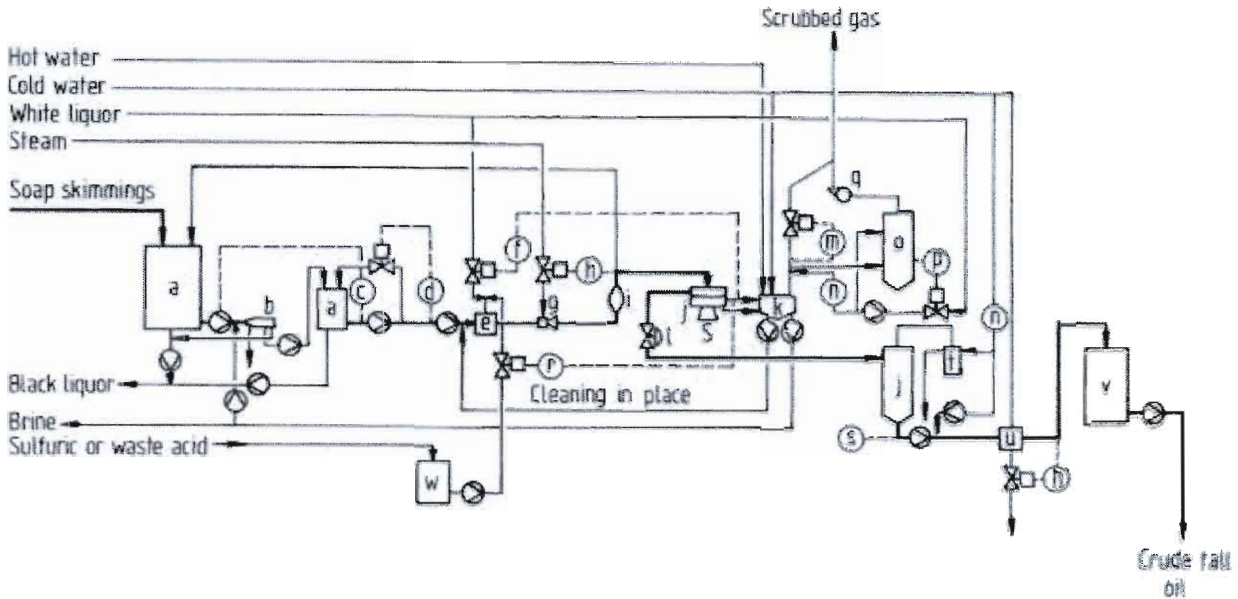 Scrubbed gas
Hot water
Cold water
White liquor
Steam
Soap skimmings
q
f
m
o
a
h
p
b
c
d
g
i
n
a
e
j
k
S
l
n
r
t
j
v
Black liquor
Cleaning in place
Brine
s
u
Sulfuric or waste acid
w
h
Crude tall
oil